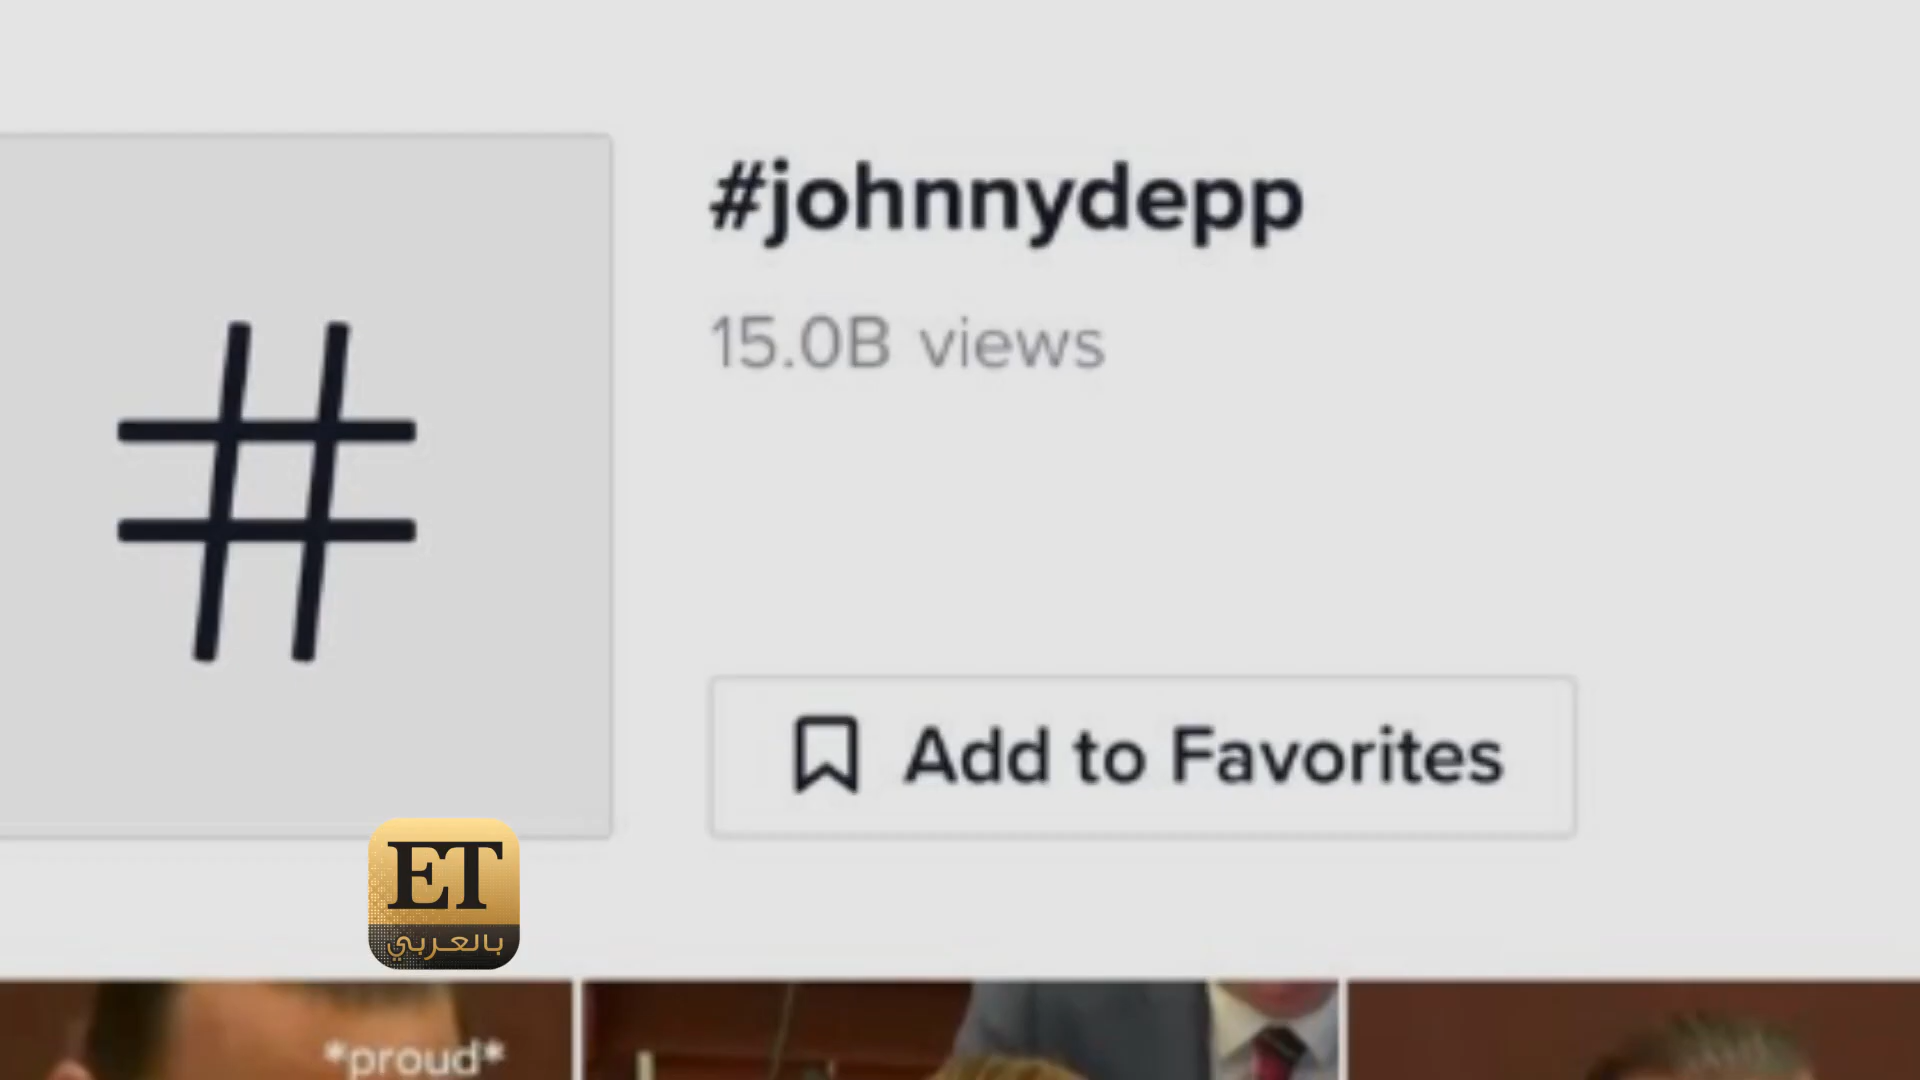 #johnnydepp
15.0B views
Add to Favorites
ET
بالعربي
*proud*